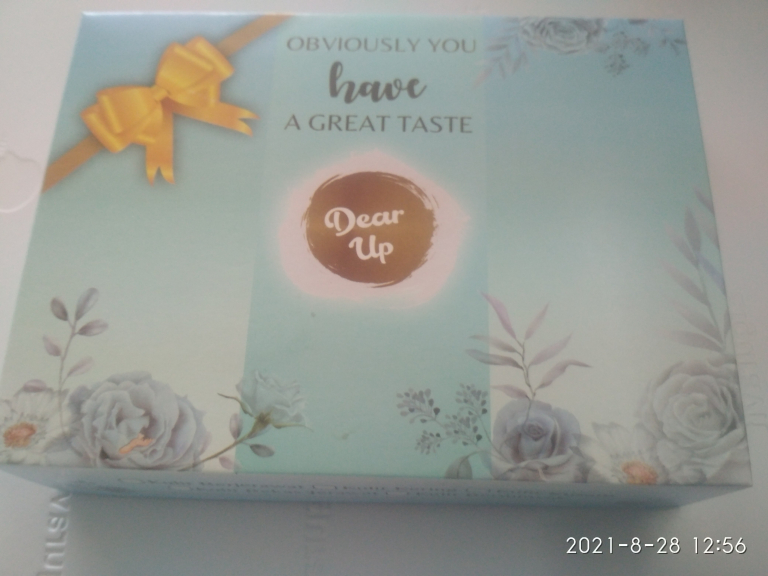 OBVIOUSLY YOU
have
A GREAT TASTE
Dear
Up
2021-8-28 12:56